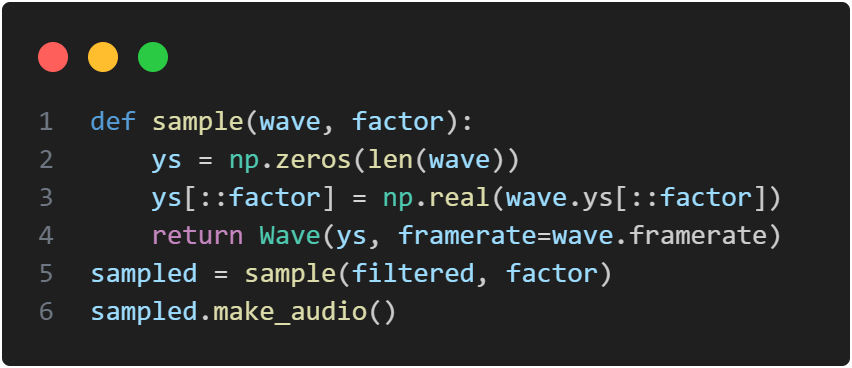 1 def sample(wave, factor):
2     ys = np.zeros(len(wave))
3     ys[::factor] = np.real(wave.ys[::factor])
4     return Wave(ys, framerate=wave.framerate)
5 sampled = sample(filtered, factor)
6 sampled.make_audio()